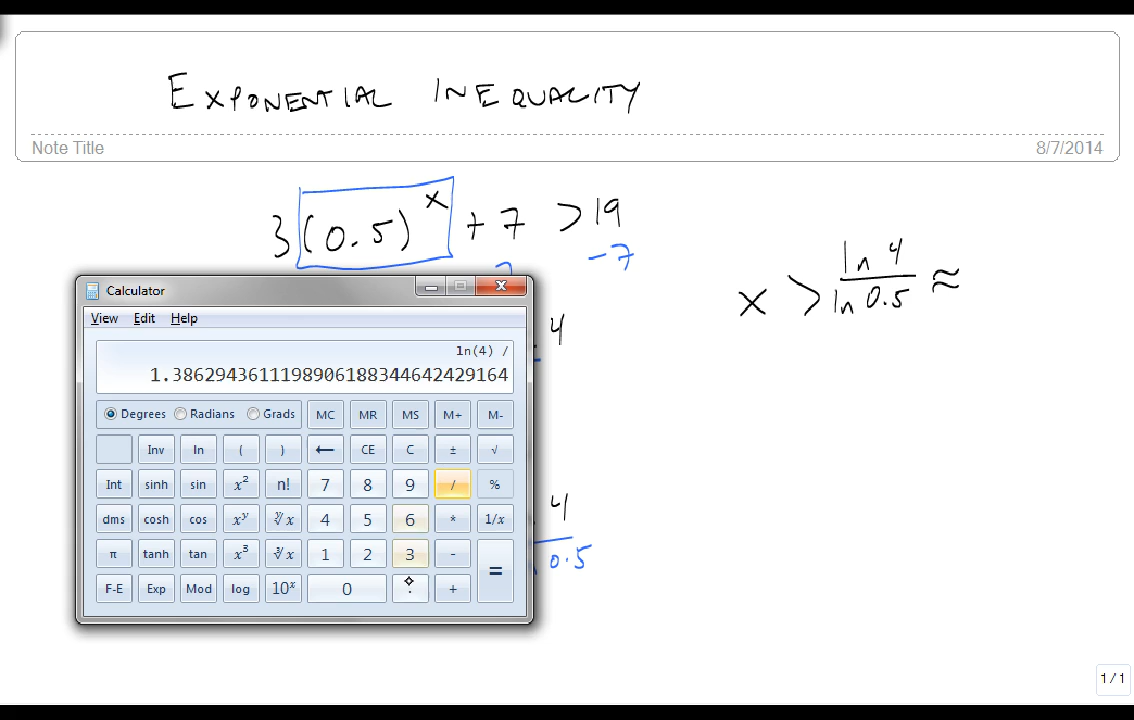 EXPONENTIAL INEQUALITY
Note Title
8/7/2014
3(0.5)^x + 7 > 19
-7
x > ln 4 / ln 0.5 ≈
4
4
0.5
Calculator
View Edit Help
ln(4) /
1.3862943611198906188344642429164
Degrees Radians Grads MC MR MS M+ M-
Inv ln ( ) ← CE C ± √
Int sinh sin x² n! 7 8 9 / %
dms cosh cos x^y ʸ√x 4 5 6 * 1/x
π tanh tan x³ ³√x 1 2 3 - =
F-E Exp Mod log 10ˣ 0 . +
1/1